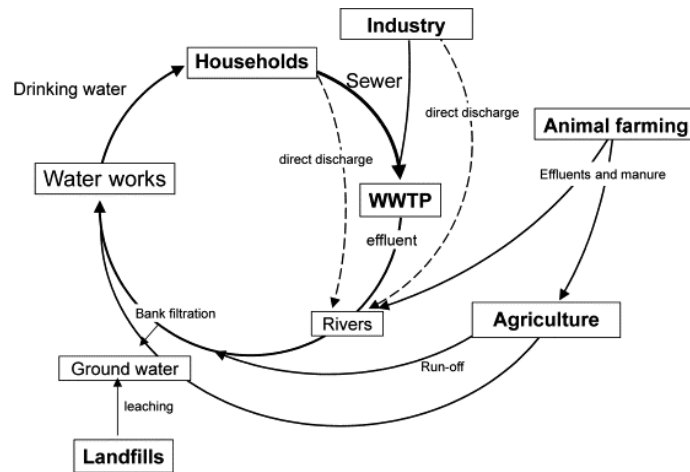 Industry
Households
Sewer
Drinking water
direct discharge
Animal farming
direct discharge
Effluents and manure
Water works
WWTP
effluent
Bank filtration
Rivers
Agriculture
Ground water
Run-off
leaching
Landfills